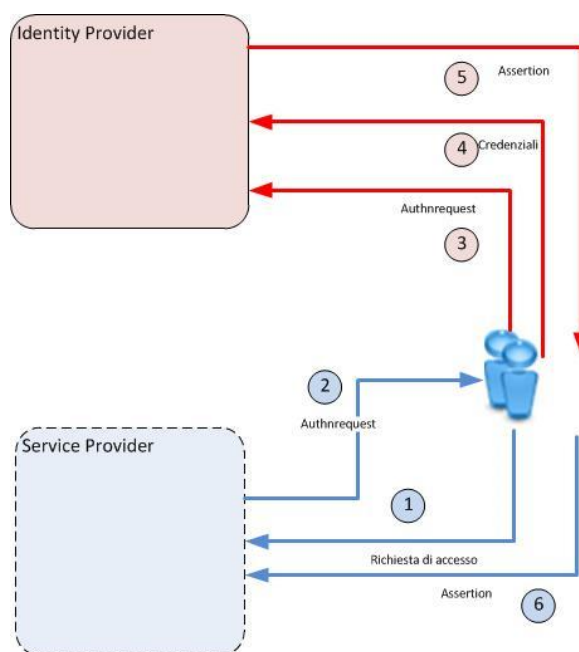 Identity Provider
5
Assertion
4
Credenziali
Authnrequest
3
2
Authnrequest
Service Provider
1
Richiesta di accesso
Assertion
6